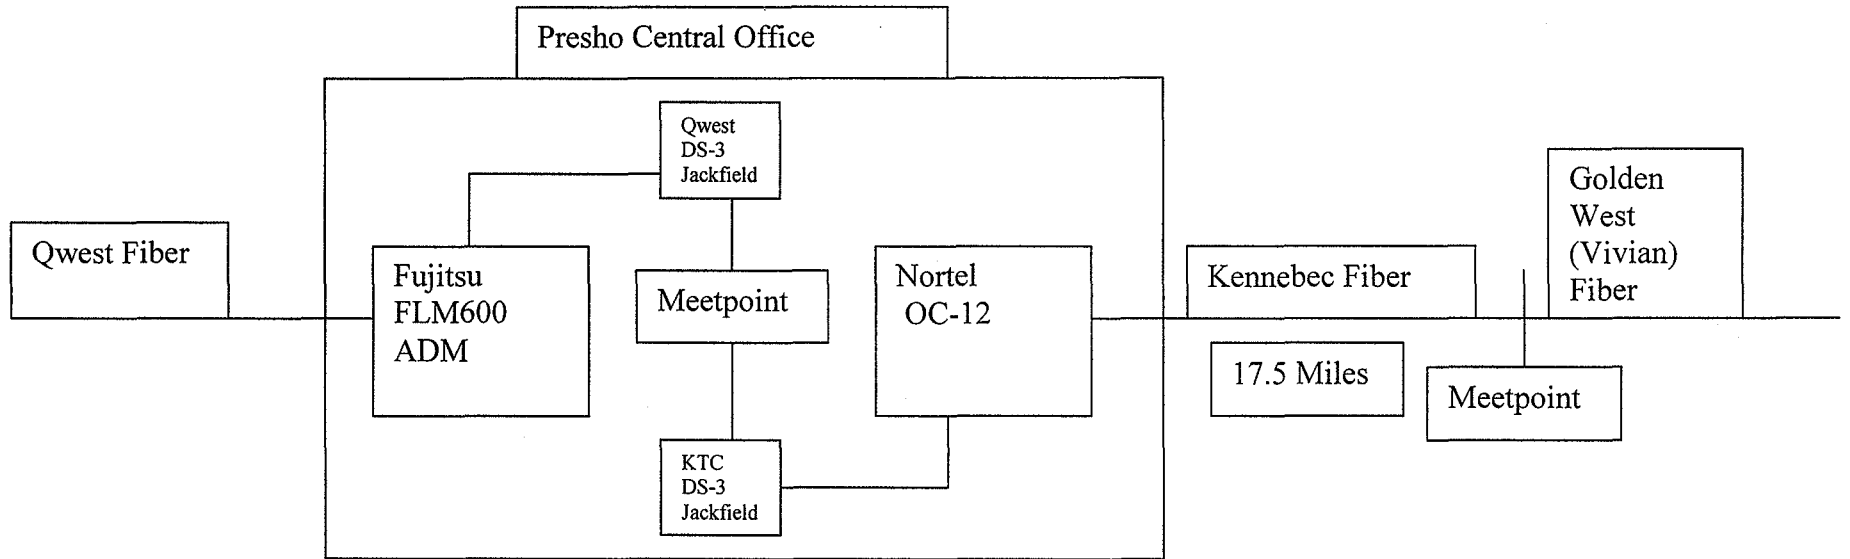 Presho Central Office
Qwest
DS-3
Jackfield
Qwest Fiber
Fujitsu
FLM600
ADM
Meetpoint
Nortel
OC-12
KTC
DS-3
Jackfield
Kennebec Fiber
17.5 Miles
Golden
West
(Vivian)
Fiber
Meetpoint